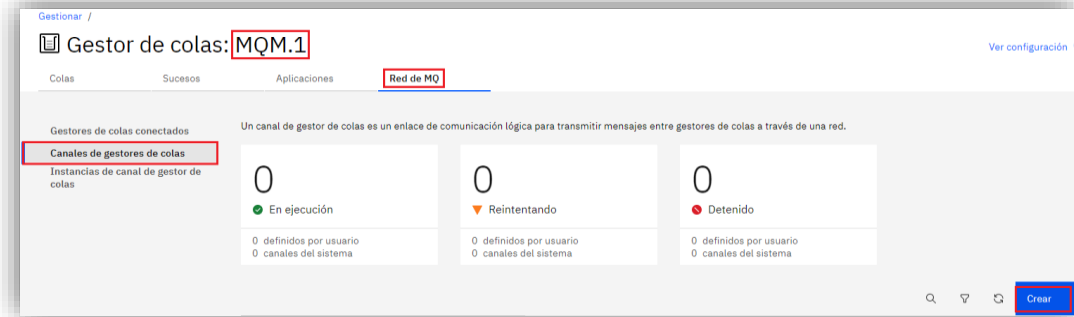 Gestionar /
Gestor de colas: MQM.1
Ver configuración
Colas
Sucesos
Aplicaciones
Red de MQ
Gestores de colas conectados
Canales de gestores de colas
Instancias de canal de gestor de
colas
Un canal de gestor de colas es un enlace de comunicación lógica para transmitir mensajes entre gestores de colas a través de una red.
0
En ejecución
0 definidos por usuario
0 canales del sistema
0
Reintentando
0 definidos por usuario
0 canales del sistema
0
Detenido
0 definidos por usuario
0 canales del sistema
Crear